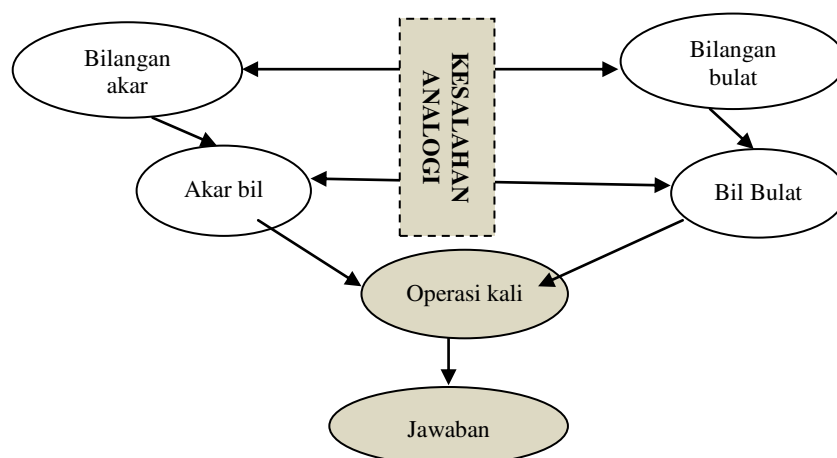 Bilangan
akar
KESALAHAN
ANALOGI
Bilangan
bulat
Akar bil
Bil Bulat
Operasi kali
Jawaban